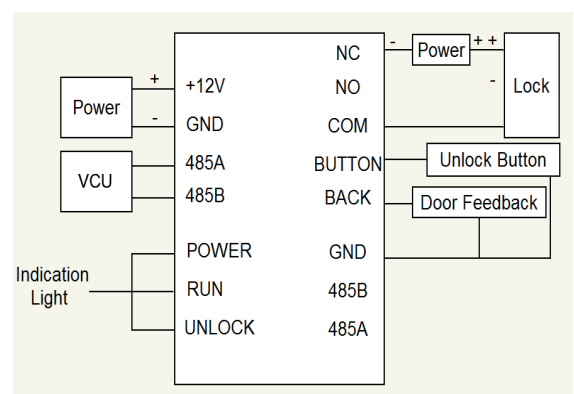 NC
- Power + +
NO
-
Lock
COM
+
Power
-
+12V
GND
VCU
485A
485B
BUTTON
Unlock Button
BACK
Door Feedback
GND
485B
485A
Indication
Light
POWER
RUN
UNLOCK